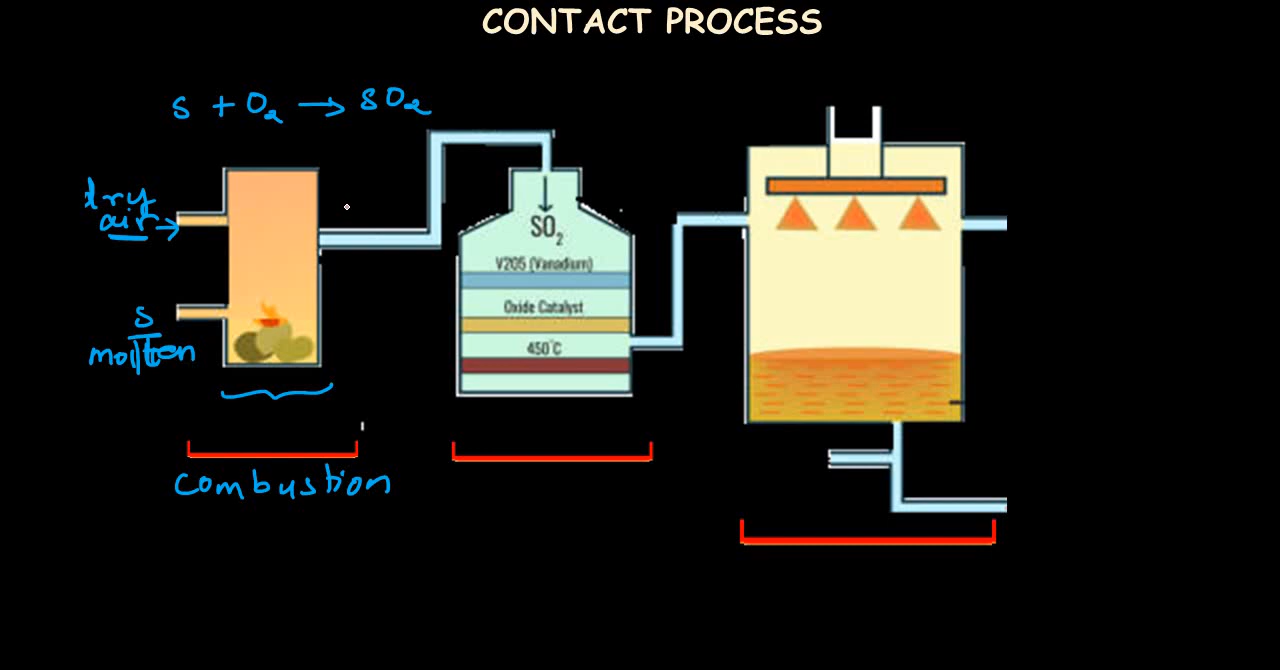 CONTACT PROCESS
S + O₂ → SO₂
dry
air →
S
molten
SO₂
V205 (Vanadium)
Oxide Catalyst
450°C
Combustion